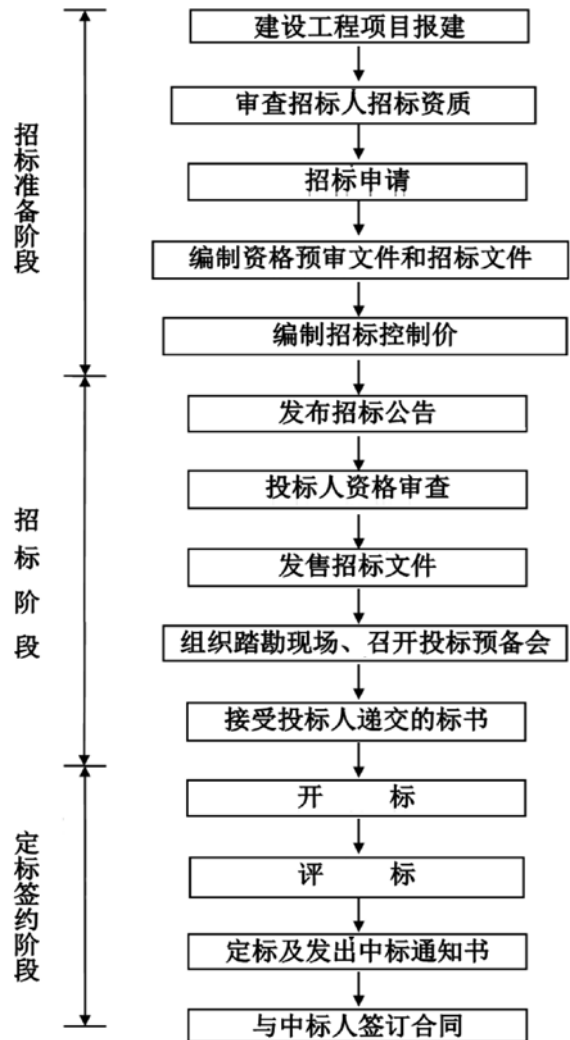 建设工程项目报建
审查招标人招标资质
招标申请
编制资格预审文件和招标文件
编制招标控制价
招标准备阶段
发布招标公告
投标人资格审查
发售招标文件
组织踏勘现场、召开投标预备会
接受投标人递交的标书
招标阶段
开 标
评 标
定标及发出中标通知书
与中标人签订合同
定标签约阶段